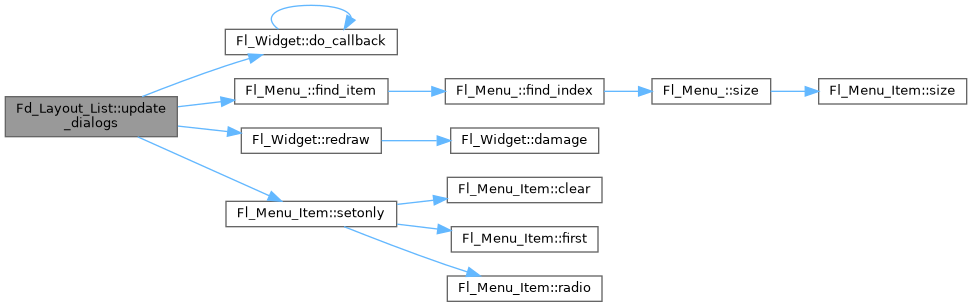 Fd_Layout_List::update
_dialogs
Fl_Widget::do_callback
Fl_Menu_::find_item
Fl_Menu_::find_index
Fl_Menu_::size
Fl_Menu_Item::size
Fl_Widget::redraw
Fl_Widget::damage
Fl_Menu_Item::setonly
Fl_Menu_Item::clear
Fl_Menu_Item::first
Fl_Menu_Item::radio